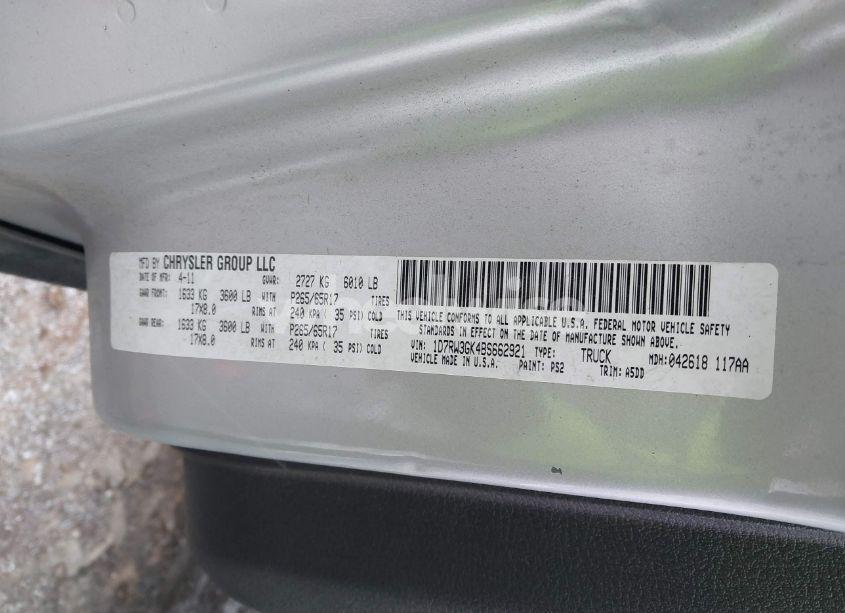 MFD BY CHRYSLER GROUP LLC
DATE OF MFR: 4-11 GVWR: 2727 KG 6010 LB
GAWR FRONT: 1633 KG 3600 LB WITH P265/65R17 TIRES
17X8.0 RIMS AT 240 KPA ( 35 PSI) COLD
GAWR REAR: 1633 KG 3600 LB WITH P265/65R17 TIRES
17X8.0 RIMS AT 240 KPA ( 35 PSI) COLD
THIS VEHICLE CONFORMS TO ALL APPLICABLE U.S.A. FEDERAL MOTOR VEHICLE SAFETY
STANDARDS IN EFFECT ON THE DATE OF MANUFACTURE SHOWN ABOVE.
VIN: 1D7RW3GK4BS662921 TYPE: TRUCK MDH: 042618 117AA
VEHICLE MADE IN U.S.A. PAINT: PS2 TRIM: A5DD